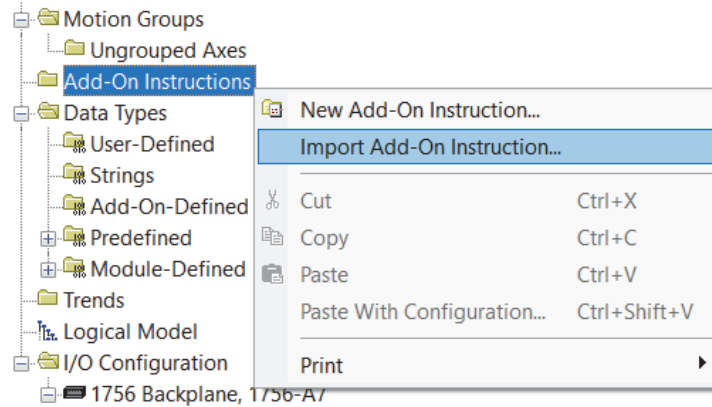 Motion Groups
Ungrouped Axes
Add-On Instructions
Data Types
User-Defined
Strings
Add-On-Defined
Predefined
Module-Defined
Trends
Logical Model
I/O Configuration
1756 Backplane, 1756-A7
New Add-On Instruction...
Import Add-On Instruction...
Cut Ctrl+X
Copy Ctrl+C
Paste Ctrl+V
Paste With Configuration... Ctrl+Shift+V
Print